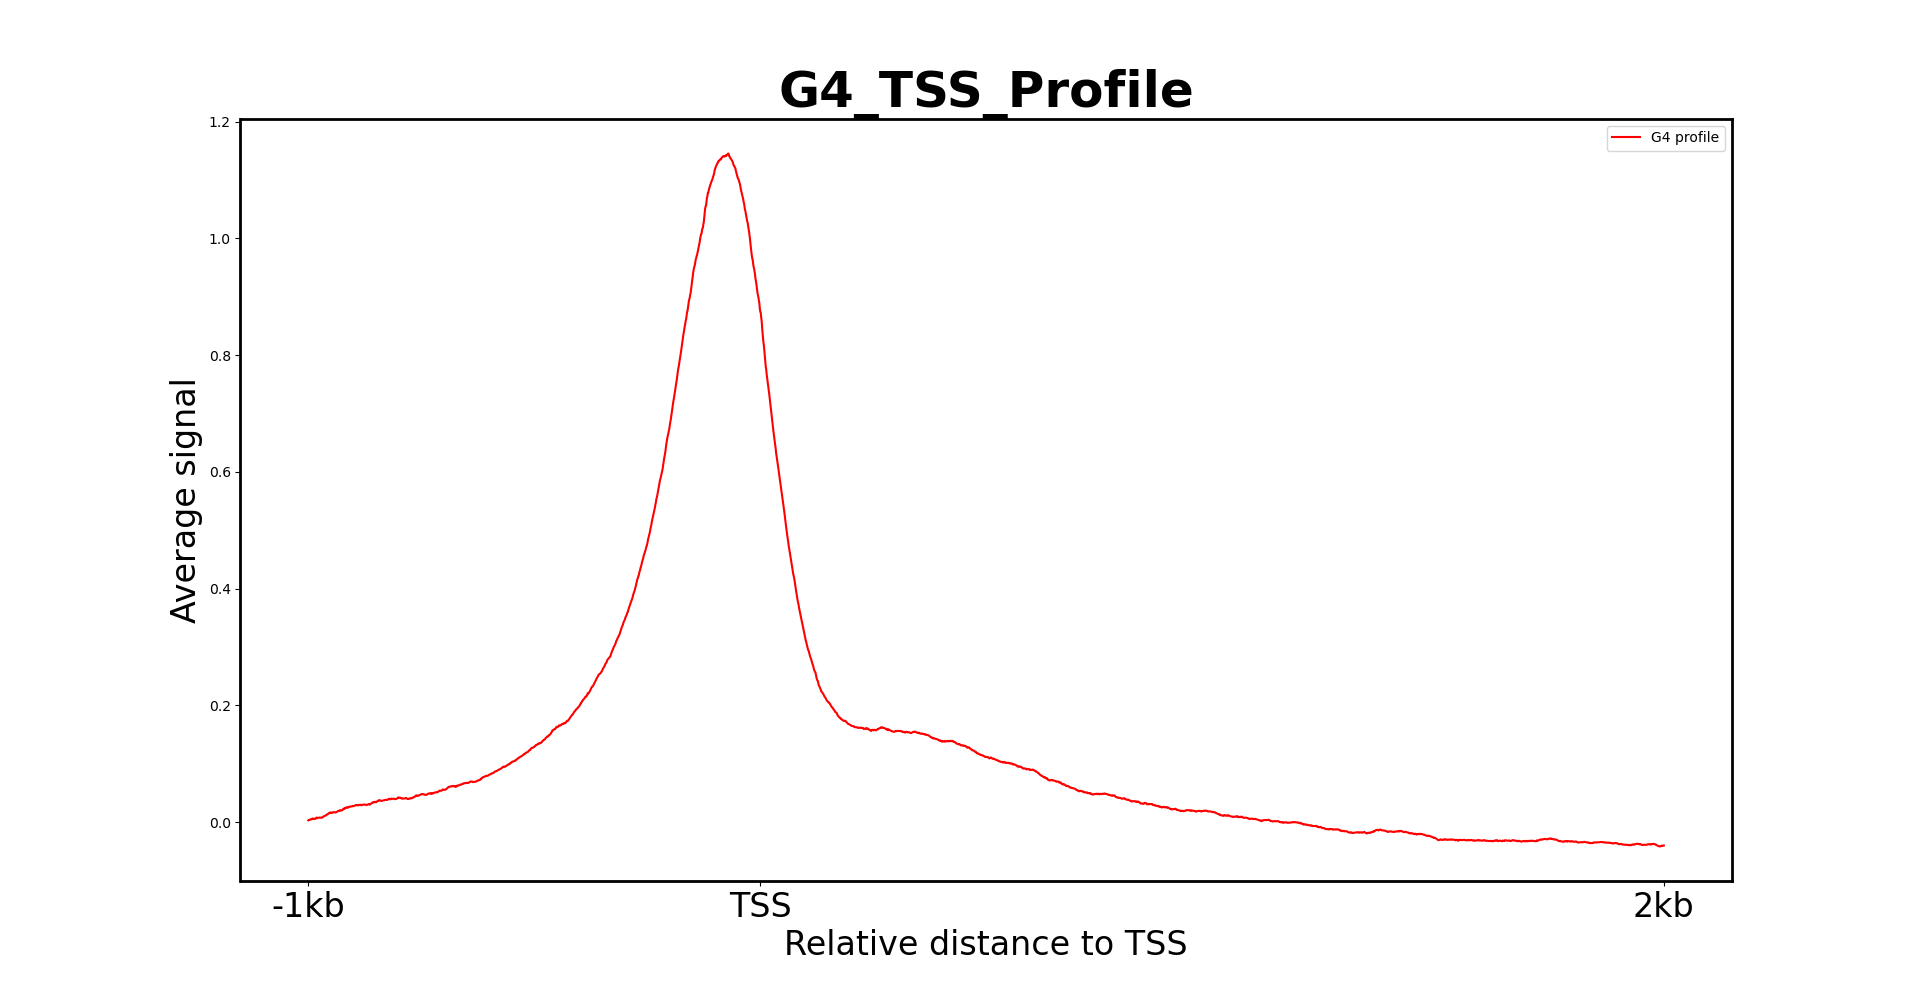 G4_TSS_Profile
G4 profile
1.2
1.0
0.8
0.6
0.4
0.2
0.0
Average signal
-1kb TSS 2kb
Relative distance to TSS